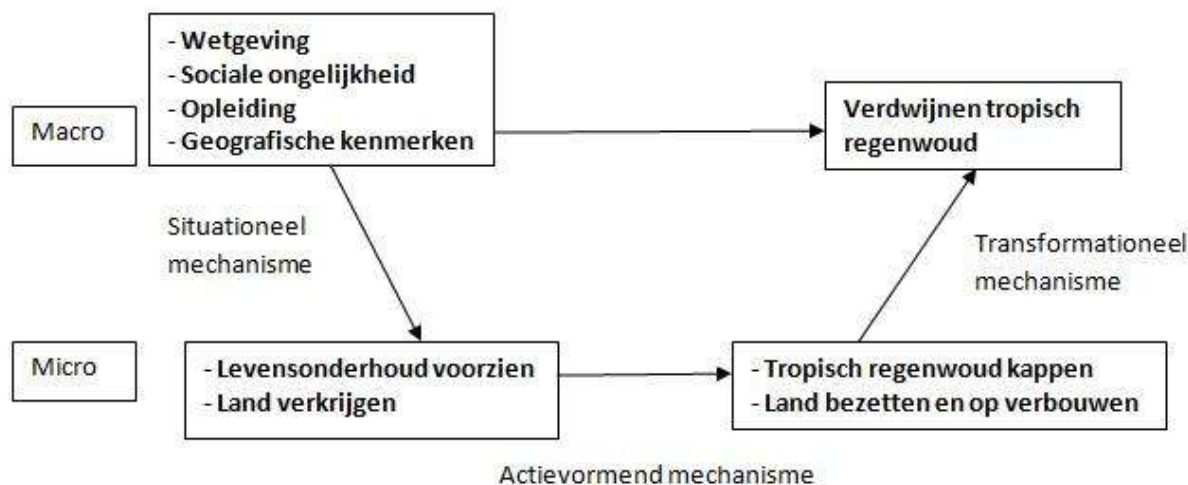 - Wetgeving
- Sociale ongelijkheid
- Opleiding
- Geografische kenmerken
Macro
Verdwijnen tropisch
regenwoud
Situationeel
mechanisme
Transformationeel
mechanisme
Micro
- Levensonderhoud voorzien
- Land verkrijgen
- Tropisch regenwoud kappen
- Land bezetten en op verbouwen
Actievormend mechanisme